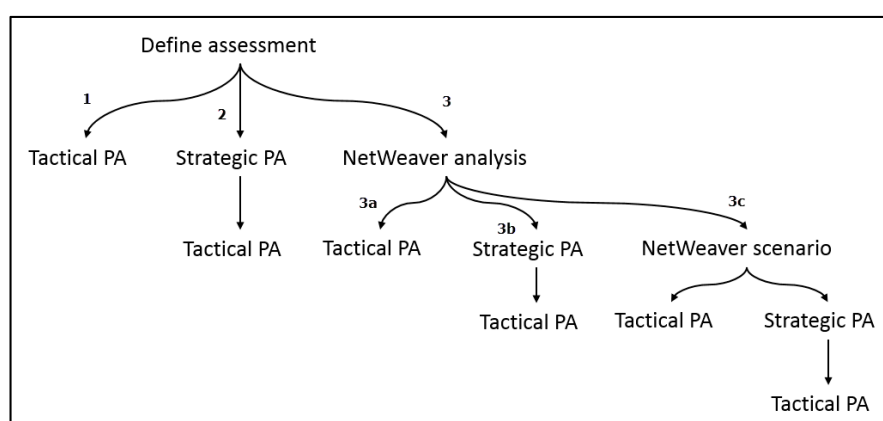 Define assessment
1
2
3
Tactical PA
Strategic PA
NetWeaver analysis
3a
3b
3c
Tactical PA
Tactical PA
Strategic PA
NetWeaver scenario
Tactical PA
Tactical PA
Strategic PA
Tactical PA